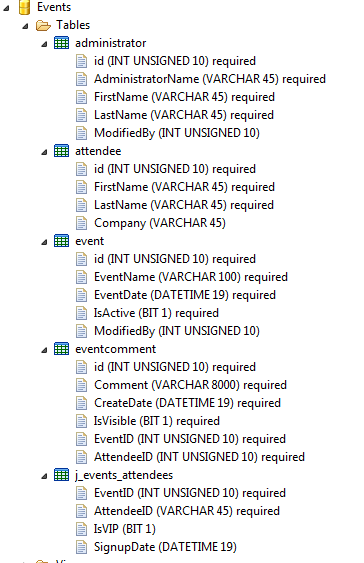 Events
Tables
administrator
id (INT UNSIGNED 10) required
AdministratorName (VARCHAR 45) required
FirstName (VARCHAR 45) required
LastName (VARCHAR 45) required
ModifiedBy (INT UNSIGNED 10)
attendee
id (INT UNSIGNED 10) required
FirstName (VARCHAR 45) required
LastName (VARCHAR 45) required
Company (VARCHAR 45)
event
id (INT UNSIGNED 10) required
EventName (VARCHAR 100) required
EventDate (DATETIME 19) required
IsActive (BIT 1) required
ModifiedBy (INT UNSIGNED 10)
eventcomment
id (INT UNSIGNED 10) required
Comment (VARCHAR 8000) required
CreateDate (DATETIME 19) required
IsVisible (BIT 1) required
EventID (INT UNSIGNED 10) required
AttendeeID (INT UNSIGNED 10) required
j_events_attendees
EventID (INT UNSIGNED 10) required
AttendeeID (VARCHAR 45) required
IsVIP (BIT 1)
SignupDate (DATETIME 19)